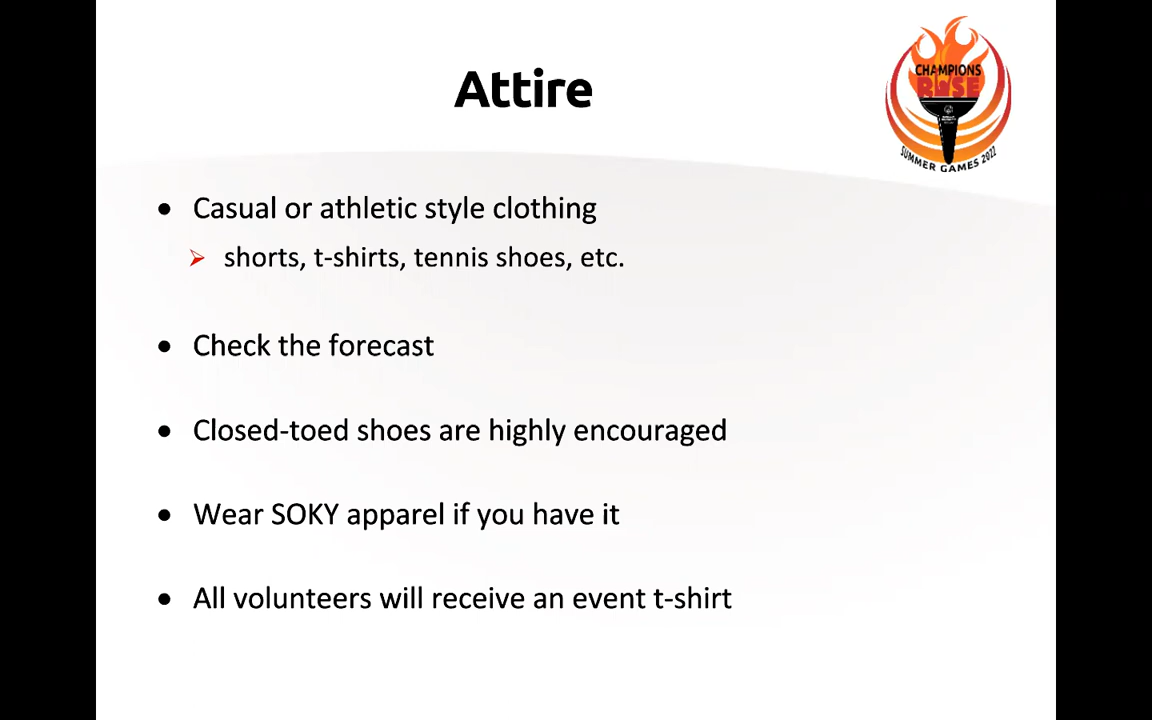 Attire
CHAMPIONS
RISE
SUMMER GAMES 2022
• Casual or athletic style clothing
➢ shorts, t-shirts, tennis shoes, etc.
• Check the forecast
• Closed-toed shoes are highly encouraged
• Wear SOKY apparel if you have it
• All volunteers will receive an event t-shirt